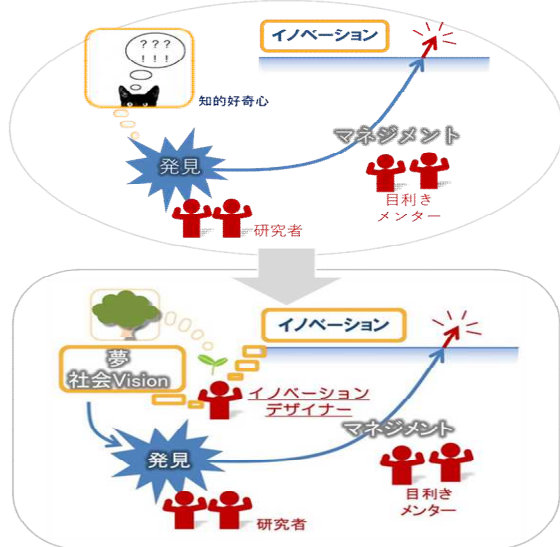 イノベーション
? ? ?
! ! !
知的好奇心
マネジメント
発見
目利き
メンター
研究者
イノベーション
夢
社会Vision
イノベーション
デザイナー
マネジメント
発見
目利き
メンター
研究者